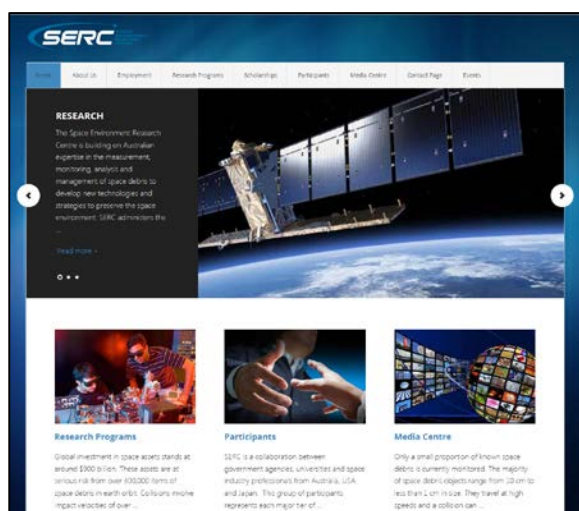 SERC
Home About Us Employment Research Programs Scholarships Participants Media Centre Contact Page Events
RESEARCH
The Space Environment Research
Centre is building on Australian
expertise in the measurement,
monitoring, analysis and
management of space debris to
develop new technologies and
strategies to preserve the space
environment. SERC administers the
...
Read more »
Research Programs
Global investment in space assets stands at
around $900 billion. These assets are at
serious risk from over 600,000 items of
space debris in earth orbit. Collisions involve
impact velocities of over ...
Participants
SERC is a collaboration between
government agencies, universities and space
industry professionals from Australia, USA
and Japan. This group of participants
represents each major tier of ...
Media Centre
Only a small proportion of known space
debris is currently monitored. The majority
of space debris objects range from 10 cm to
less than 1 cm in size. They travel at high
speeds and a collision can ...